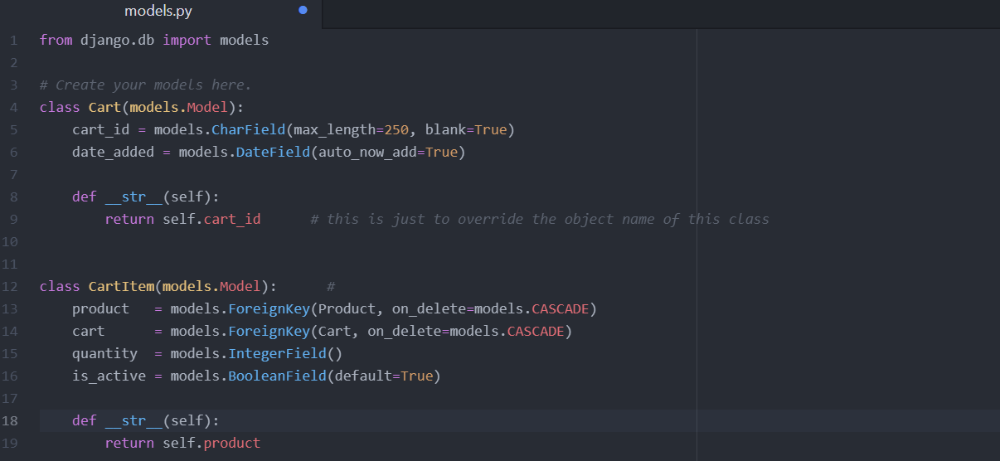 models.py
1 from django.db import models
2
3 # Create your models here.
4 class Cart(models.Model):
5     cart_id = models.CharField(max_length=250, blank=True)
6     date_added = models.DateField(auto_now_add=True)
7
8     def __str__(self):
9         return self.cart_id      # this is just to override the object name of this class
10
11
12 class CartItem(models.Model):      #
13     product   = models.ForeignKey(Product, on_delete=models.CASCADE)
14     cart      = models.ForeignKey(Cart, on_delete=models.CASCADE)
15     quantity  = models.IntegerField()
16     is_active = models.BooleanField(default=True)
17
18     def __str__(self):
19         return self.product